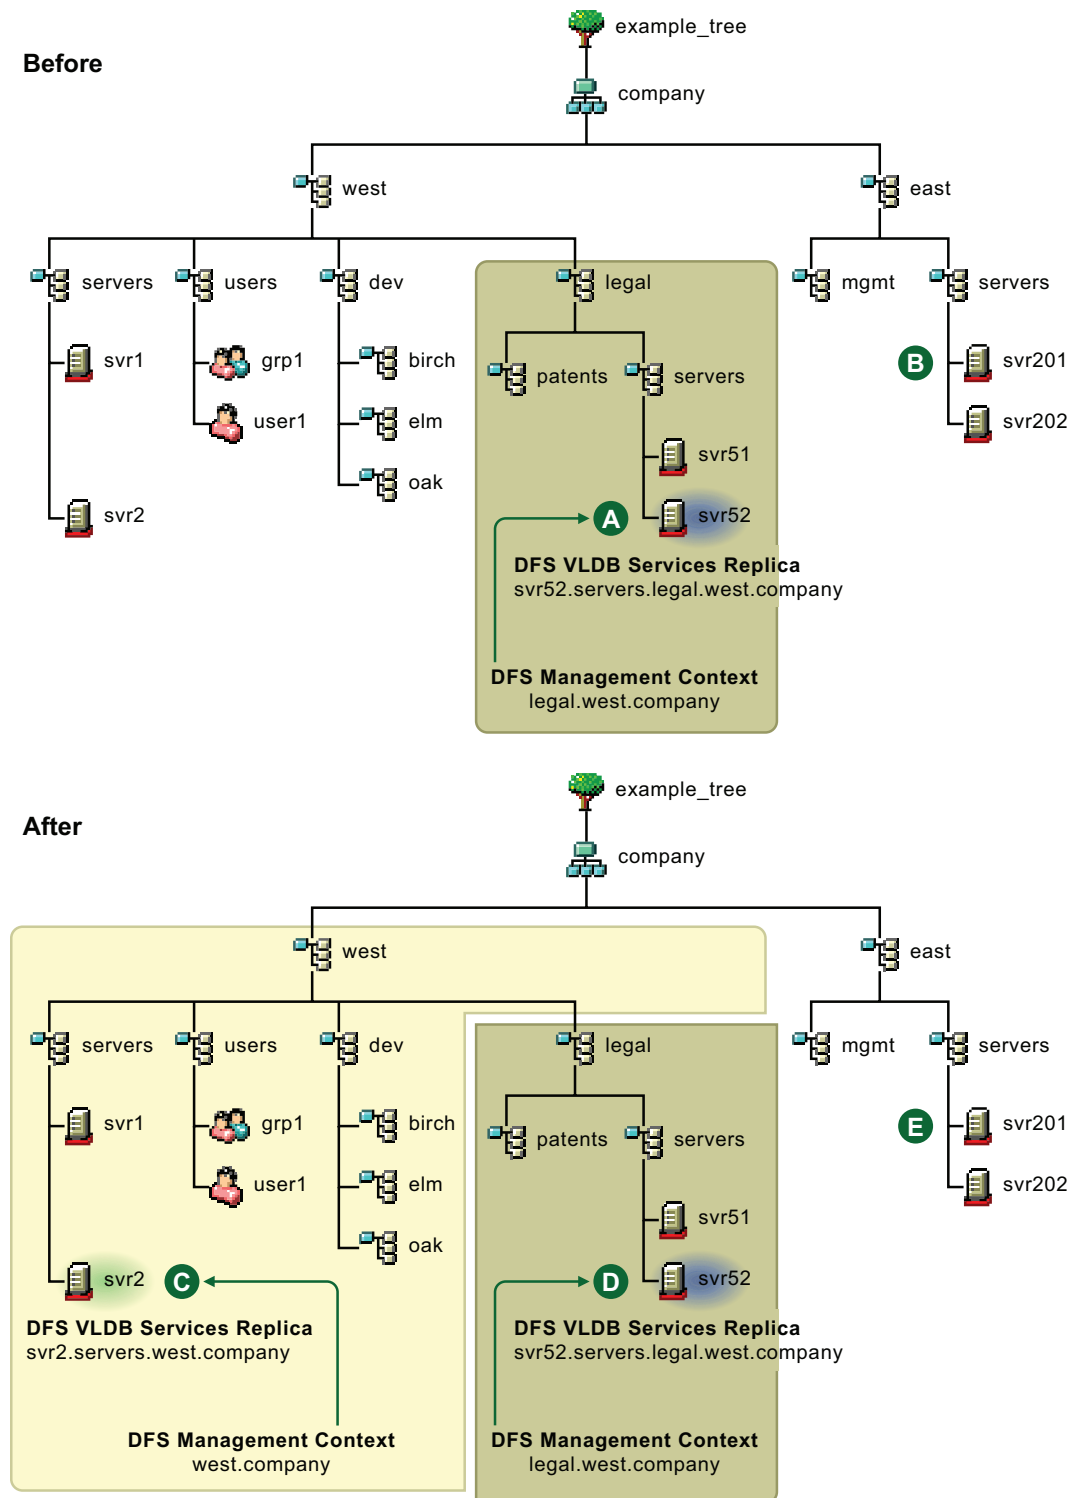 example_tree
Before
company
west
east
servers
users
dev
legal
mgmt
servers
svr1
grp1
birch
patents
servers
B
svr201
user1
elm
svr202
svr51
oak
svr2
A
svr52
DFS VLDB Services Replica
svr52.servers.legal.west.company
DFS Management Context
legal.west.company
example_tree
After
company
west
east
servers
users
dev
legal
mgmt
servers
svr1
grp1
birch
patents
servers
E
svr201
user1
elm
svr202
svr51
oak
svr2
C
D
svr52
DFS VLDB Services Replica
svr2.servers.west.company
DFS VLDB Services Replica
svr52.servers.legal.west.company
DFS Management Context
west.company
DFS Management Context
legal.west.company